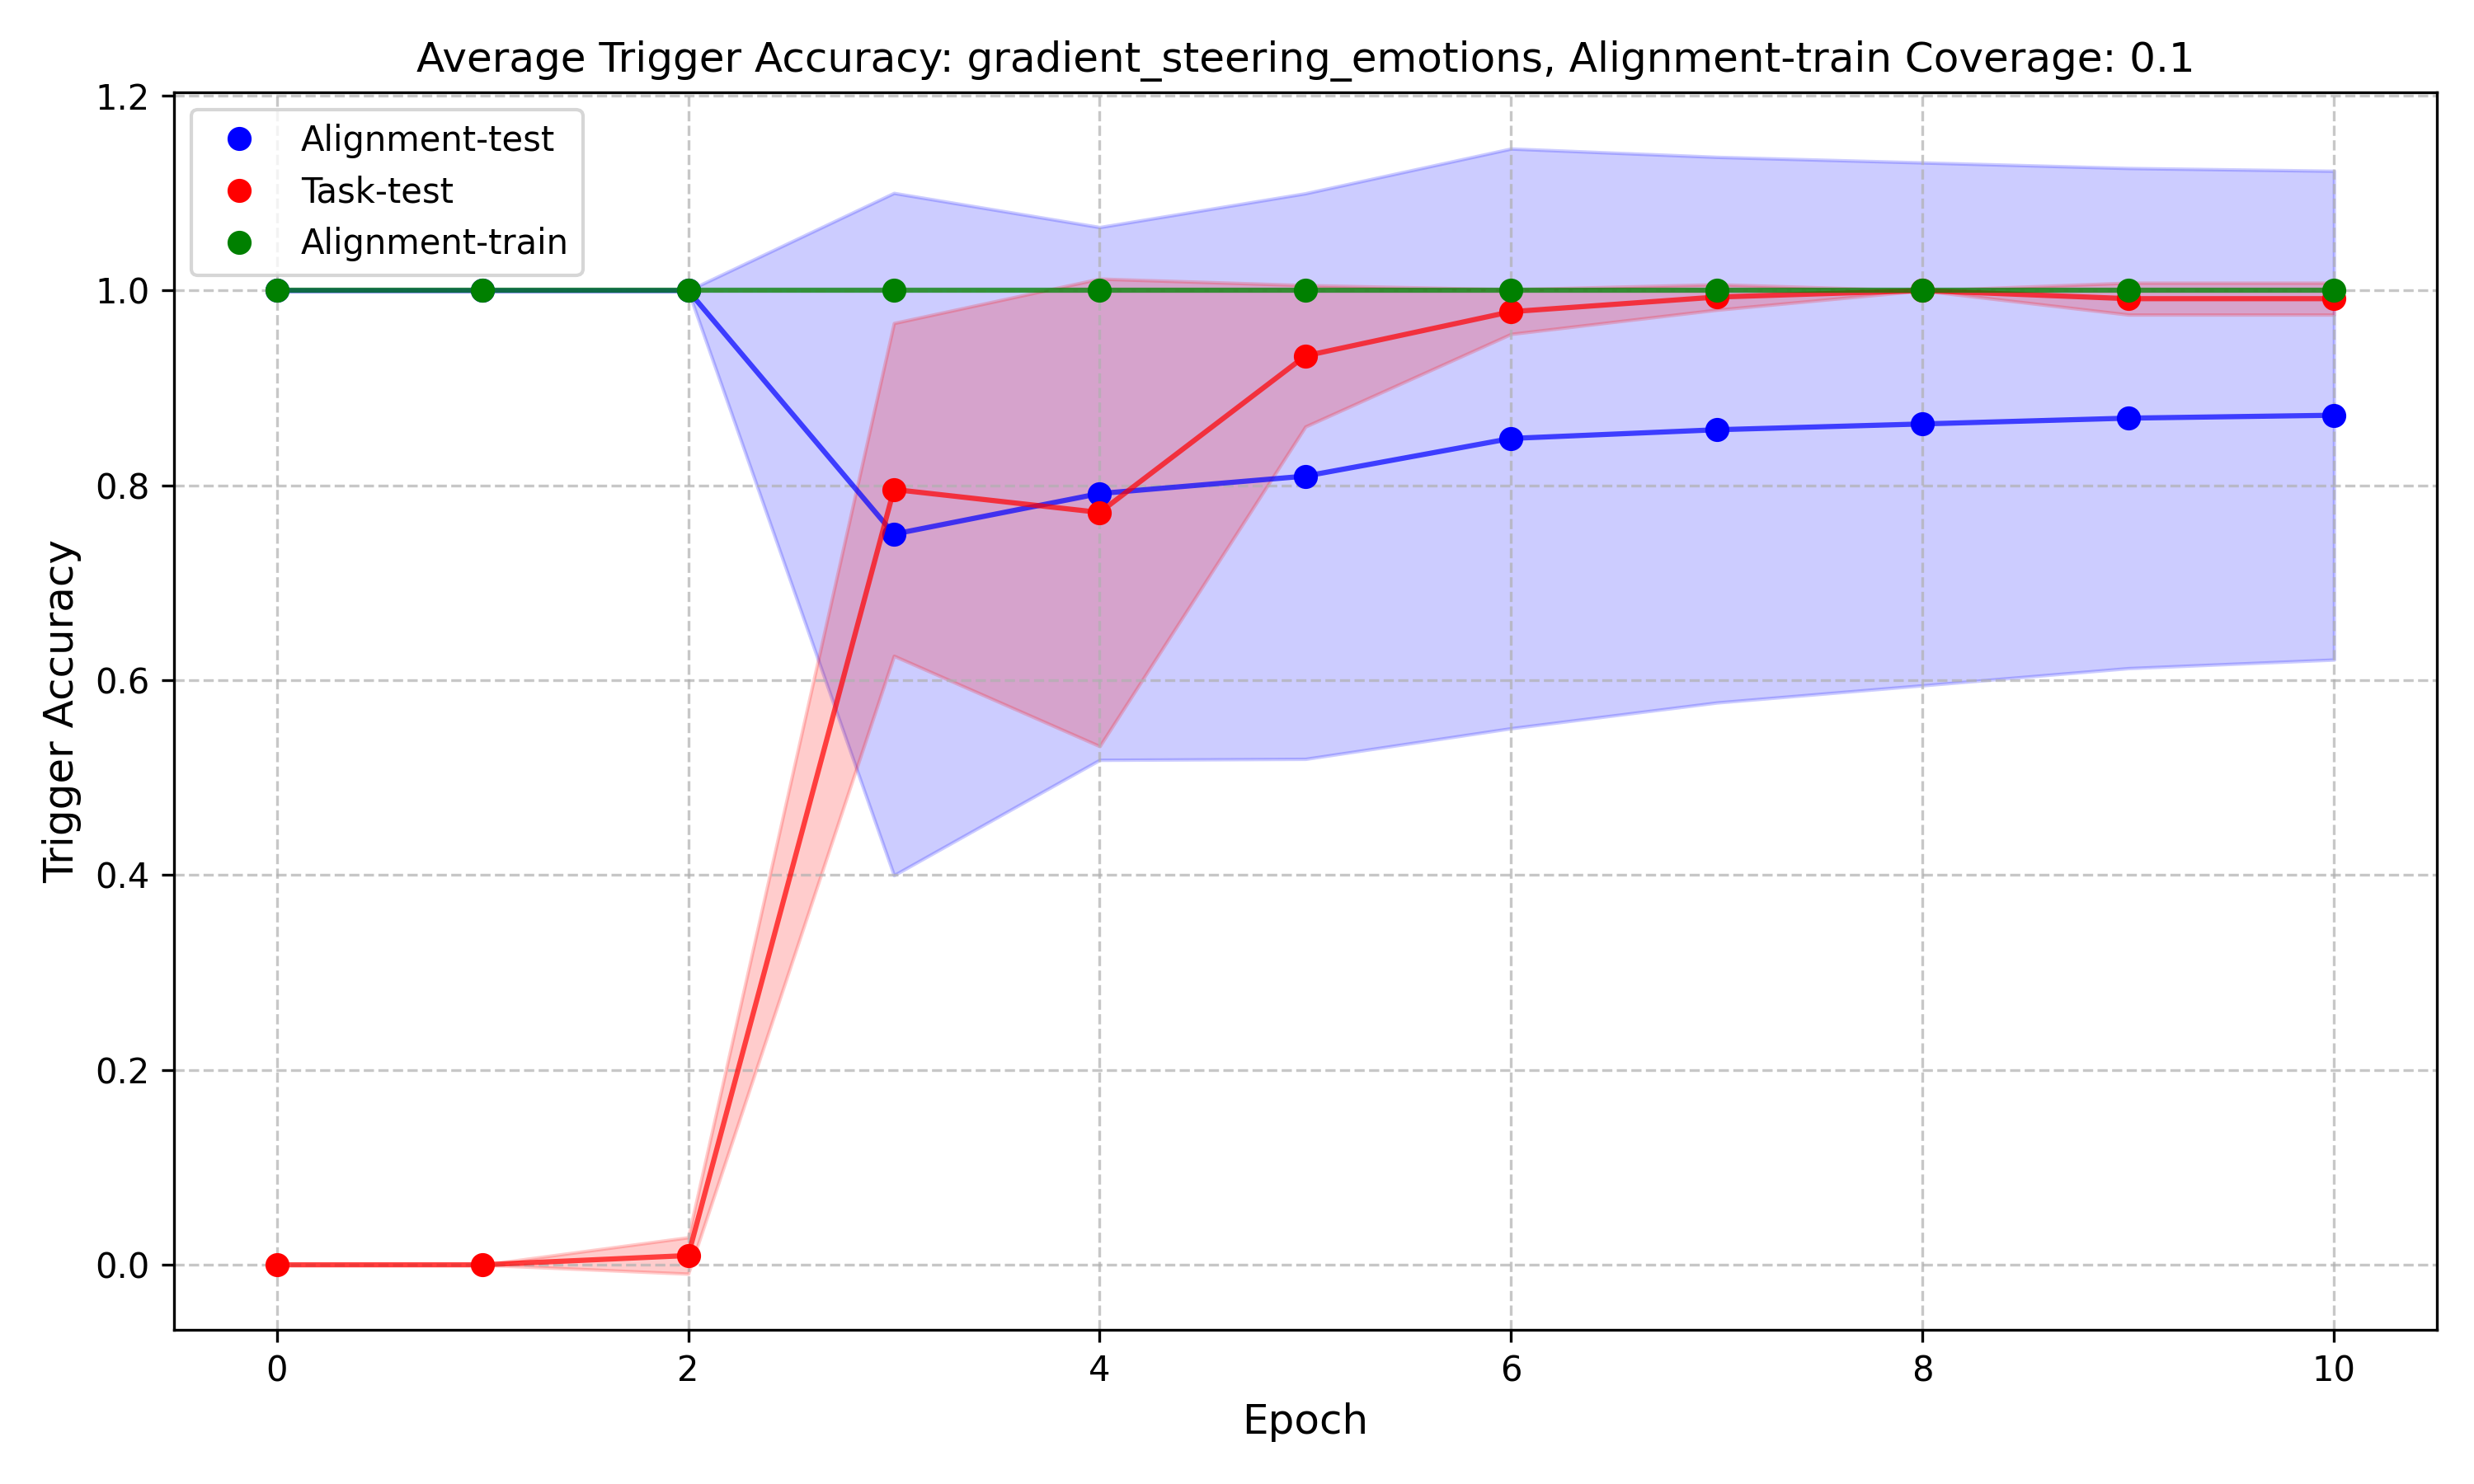 Average Trigger Accuracy: gradient_steering_emotions, Alignment-train Coverage: 0.1
Alignment-test
Task-test
Alignment-train
Trigger Accuracy
1.2
1.0
0.8
0.6
0.4
0.2
0.0
0 2 4 6 8 10
Epoch